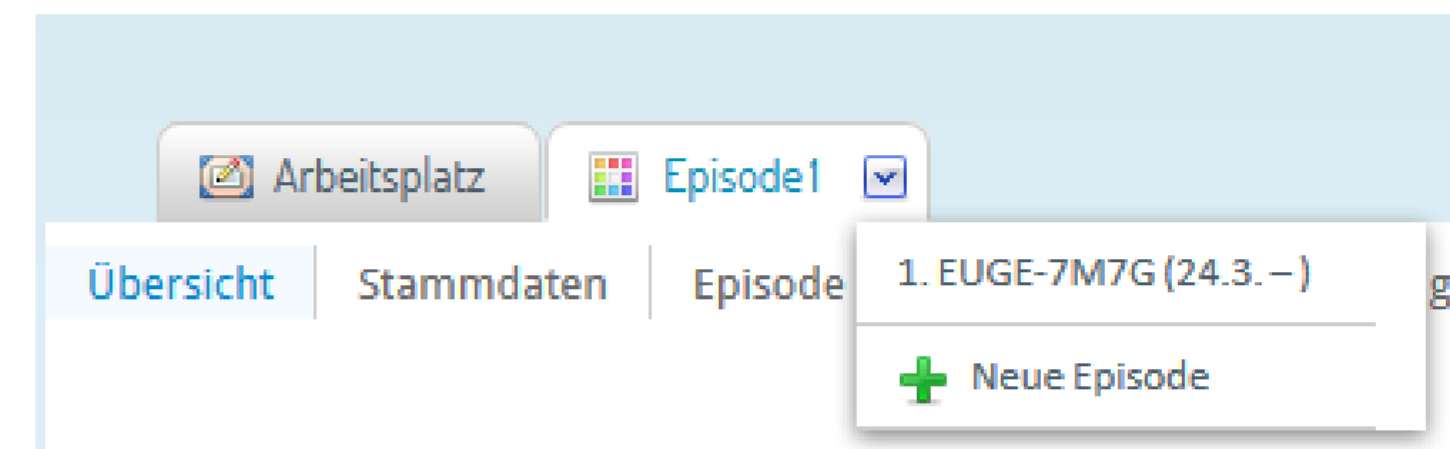 Arbeitsplatz Episode1
Übersicht Stammdaten Episode
1. EUGE-7M7G (24.3. – )
Neue Episode